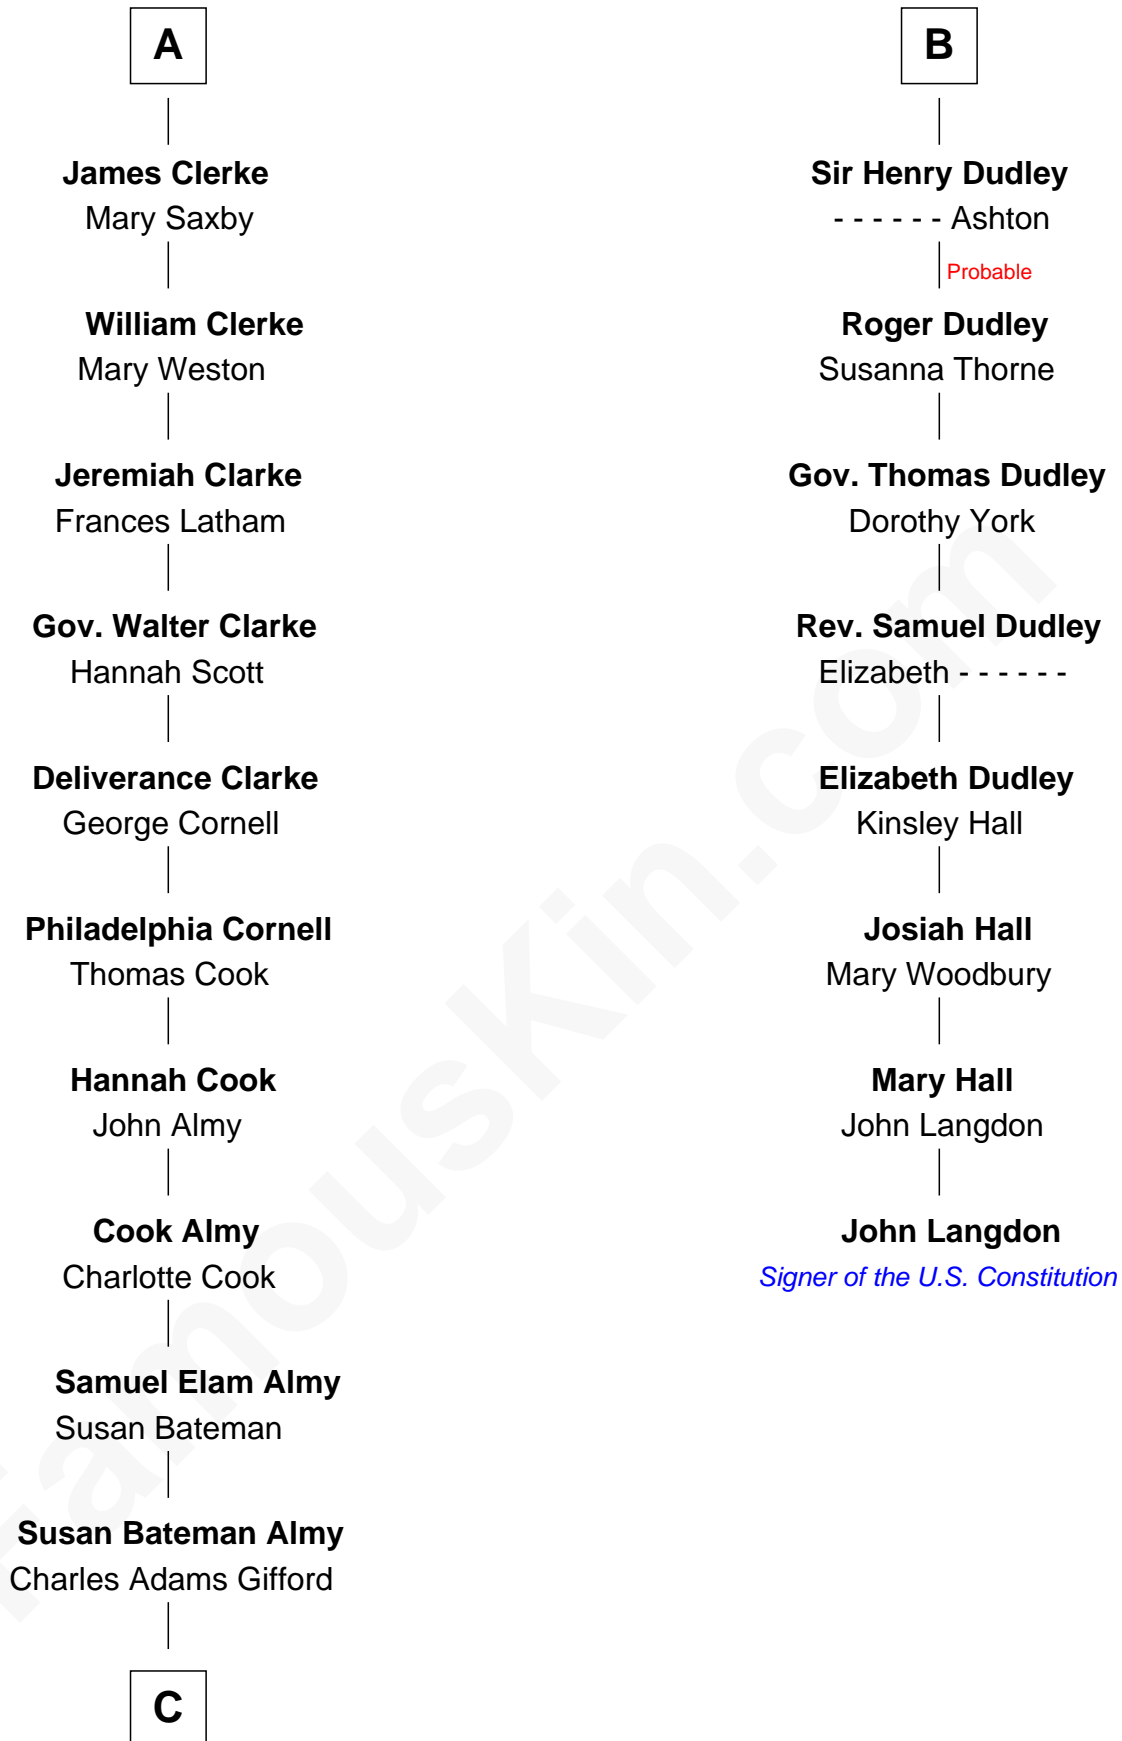 A
James Clerke
Mary Saxby
William Clerke
Mary Weston
Jeremiah Clarke
Frances Latham
Gov. Walter Clarke
Hannah Scott
Deliverance Clarke
George Cornell
Philadelphia Cornell
Thomas Cook
Hannah Cook
John Almy
Cook Almy
Charlotte Cook
Samuel Elam Almy
Susan Bateman
Susan Bateman Almy
Charles Adams Gifford
C
B
Sir Henry Dudley
- - - - - - Ashton
Probable
Roger Dudley
Susanna Thorne
Gov. Thomas Dudley
Dorothy York
Rev. Samuel Dudley
Elizabeth - - - - - -
Elizabeth Dudley
Kinsley Hall
Josiah Hall
Mary Woodbury
Mary Hall
John Langdon
John Langdon
Signer of the U.S. Constitution
FamousKin.com